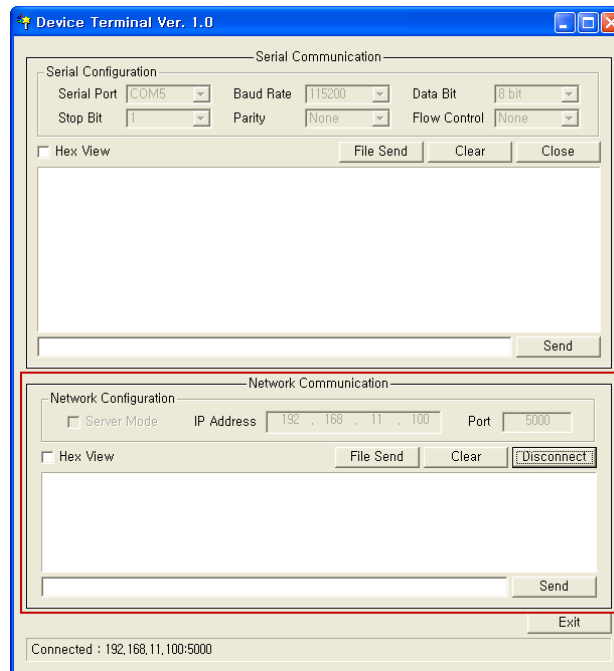 Device Terminal Ver. 1.0
Serial Communication
Serial Configuration
Serial Port COM5 Baud Rate 115200 Data Bit 8 bit
Stop Bit 1 Parity None Flow Control None
Hex View File Send Clear Close
Send
Network Communication
Network Configuration
Server Mode IP Address 192 . 168 . 11 . 100 Port 5000
Hex View File Send Clear Disconnect
Send
Exit
Connected : 192,168,11,100:5000